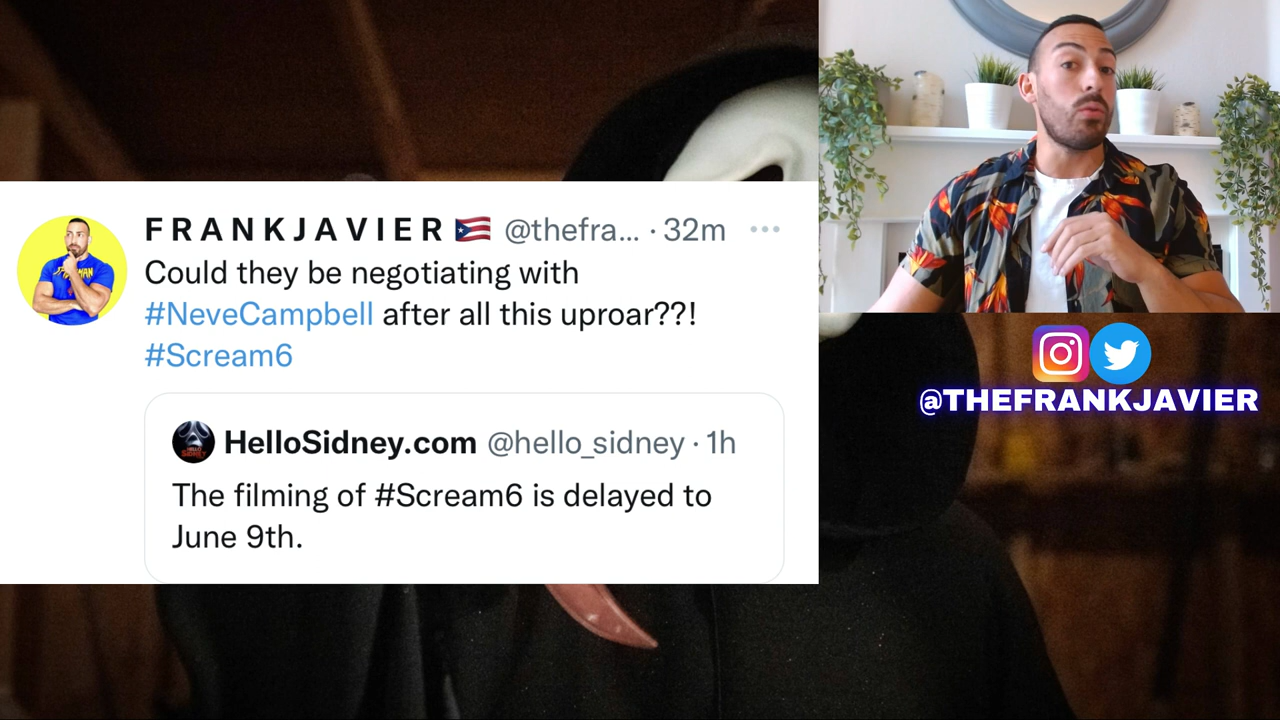 FRANKJAVIER 🇵🇷 @thefra... · 32m
Could they be negotiating with
#NeveCampbell after all this uproar??!
#Scream6
HelloSidney.com @hello_sidney · 1h
The filming of #Scream6 is delayed to
June 9th.
@THEFRANKJAVIER